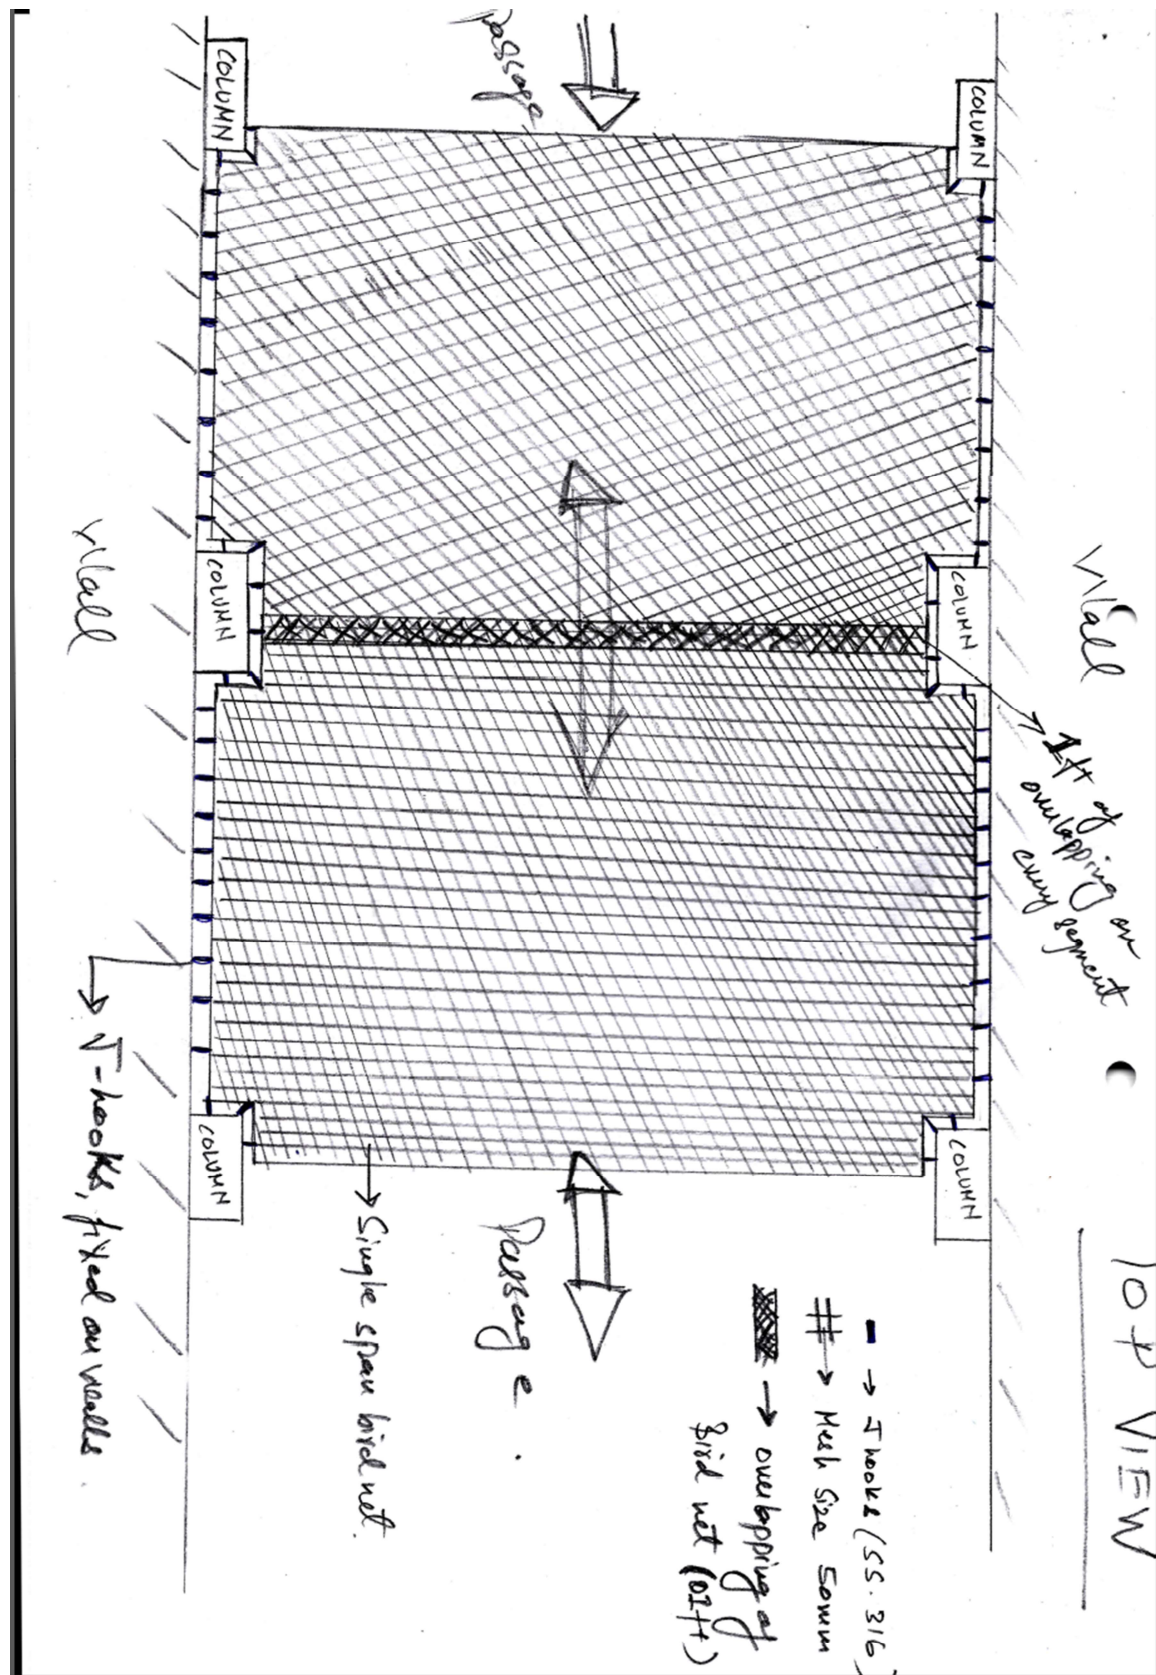 TOP VIEW
Wall
1ft of
overlapping on
every segment
COLUMN
COLUMN
COLUMN
J hooks (SS.316)
Mesh Size 50mm
overlapping of
Bird net (01ft)
Passage
Passage
Single span bird net.
COLUMN
COLUMN
COLUMN
Wall
J-hooks, fixed on walls.